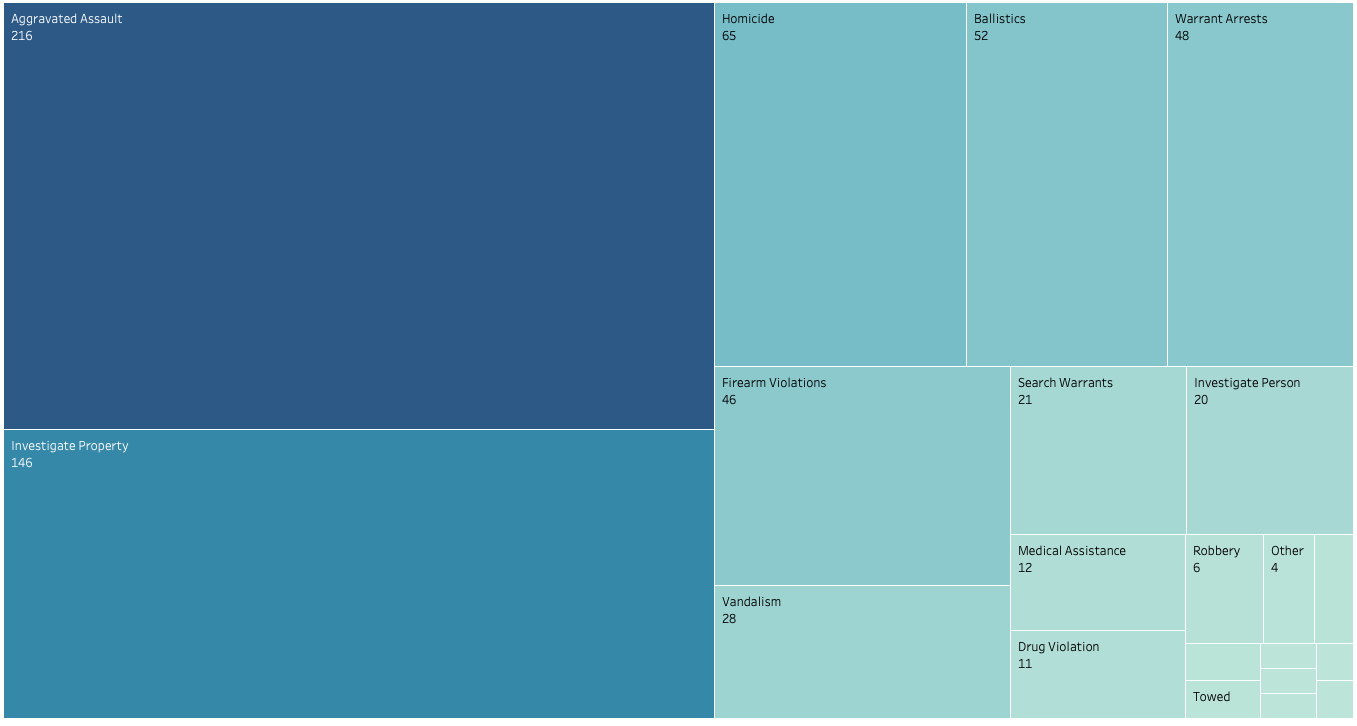 Aggravated Assault
216
Homicide
65
Ballistics
52
Warrant Arrests
48
Investigate Property
146
Firearm Violations
46
Search Warrants
21
Investigate Person
20
Medical Assistance
12
Robbery
6
Other
4
Vandalism
28
Drug Violation
11
Towed